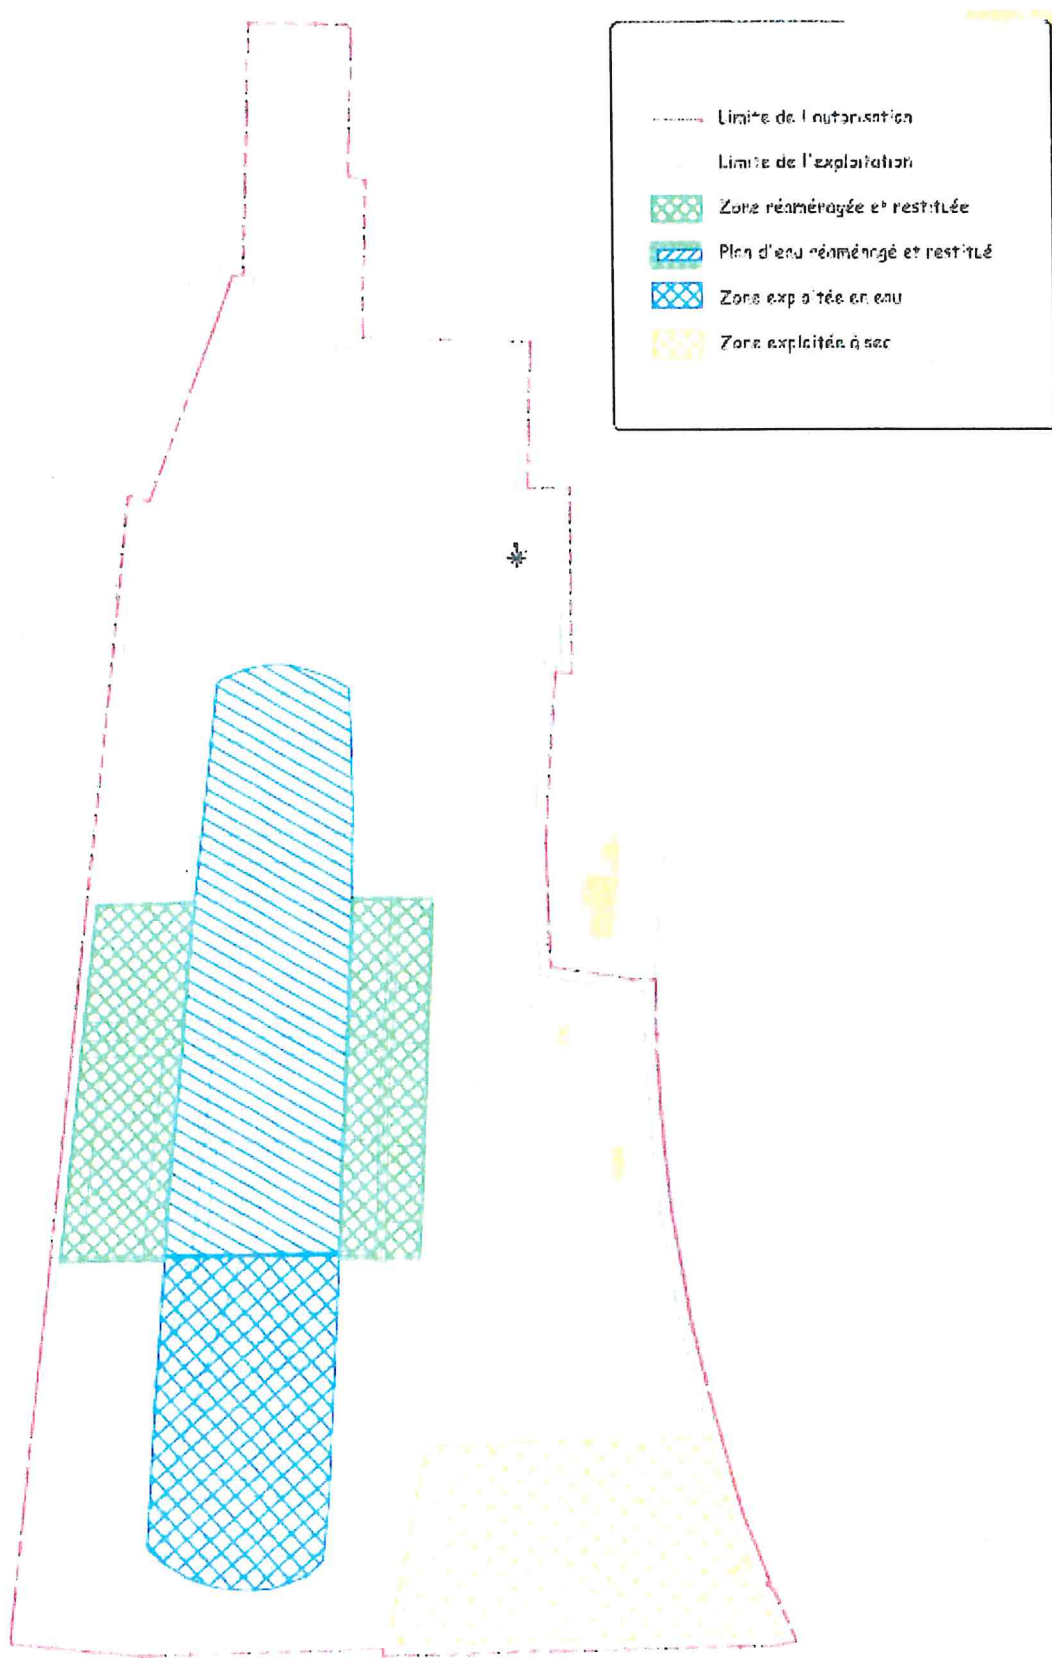 Limite de l'autorisation
Limite de l'exploitation
Zone réaménagée et restituée
Plan d'eau réaménagé et restitué
Zone exploitée en eau
Zone exploitée à sec